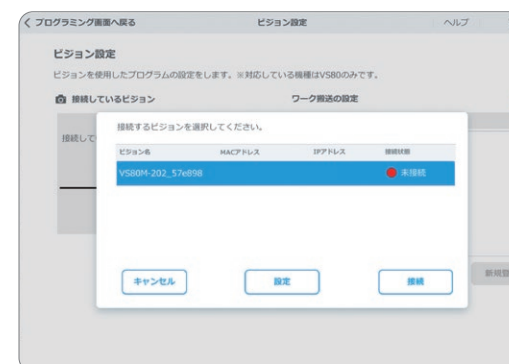 < プログラミング画面へ戻る ビジョン設定 ヘルプ
ビジョン設定
ビジョンを使用したプログラムの設定をします。※対応している機種はVS80のみです。
接続しているビジョン ワーク搬送の設定
接続して
接続するビジョンを選択してください。
ビジョン名 MACアドレス IPアドレス 接続状態
VS80M-202_57e898 未接続
キャンセル 設定 接続
新規登